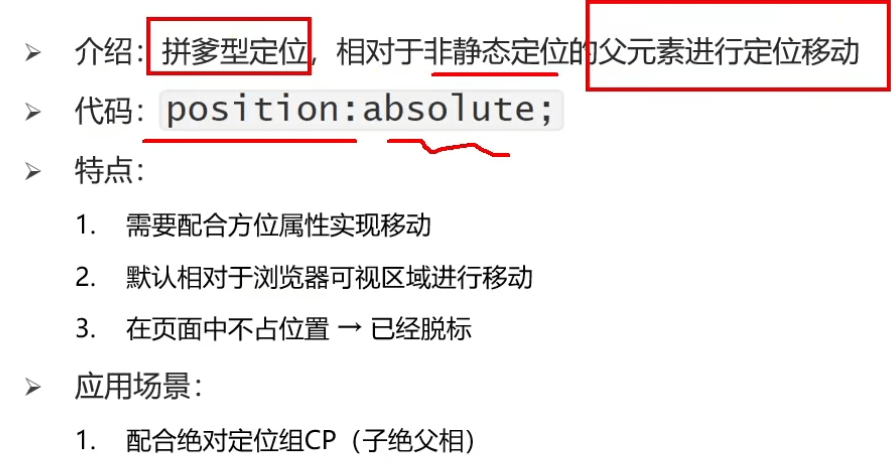 介绍：拼爹型定位，相对于非静态定位的父元素进行定位移动
代码：position:absolute;
特点：
1. 需要配合方位属性实现移动
2. 默认相对于浏览器可视区域进行移动
3. 在页面中不占位置 → 已经脱标
应用场景：
1. 配合绝对定位组CP（子绝父相）